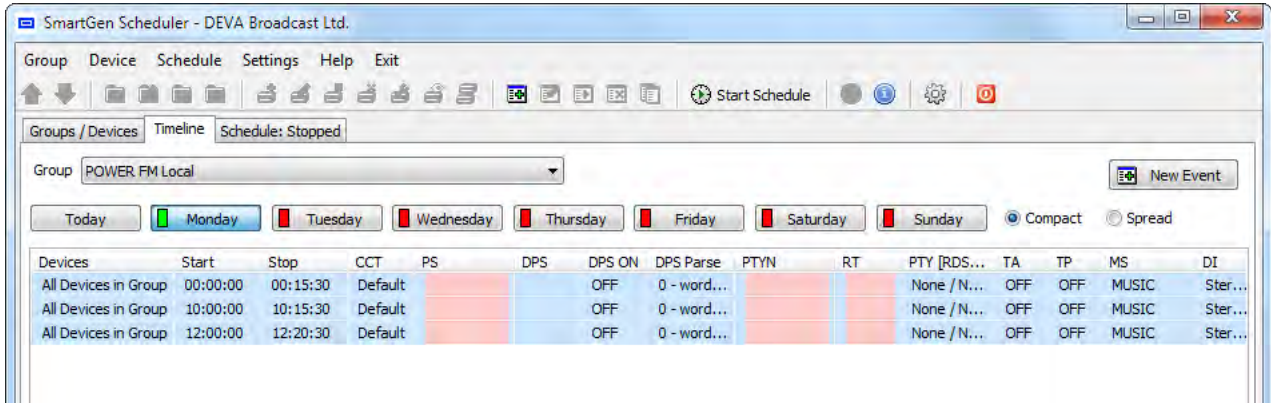 SmartGen Scheduler - DEVA Broadcast Ltd.
Group Device Schedule Settings Help Exit
Start Schedule
Groups / Devices Timeline Schedule: Stopped
Group POWER FM Local New Event
Today Monday Tuesday Wednesday Thursday Friday Saturday Sunday Compact Spread
Devices Start Stop CCT PS DPS DPS ON DPS Parse PTYN RT PTY [RDS... TA TP MS DI
All Devices in Group 00:00:00 00:15:30 Default OFF 0 - word... None / N... OFF OFF MUSIC Ster...
All Devices in Group 10:00:00 10:15:30 Default OFF 0 - word... None / N... OFF OFF MUSIC Ster...
All Devices in Group 12:00:00 12:20:30 Default OFF 0 - word... None / N... OFF OFF MUSIC Ster...